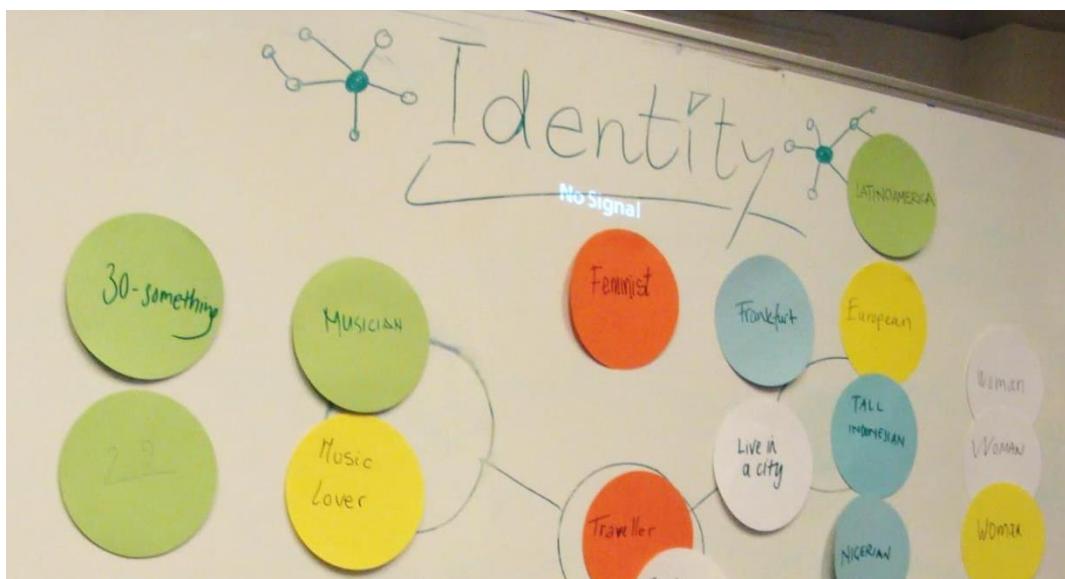 Identity
No Signal
LATINOAMERICA
30-something
MUSICIAN
Feminist
Frankfurt
European
Woman
Music
Lover
Live in
a city
TALL
INDONESIAN
WOMAN
Traveller
NIGERIAN
Woman